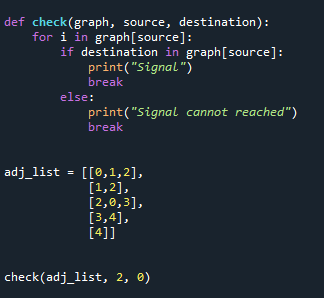 def check(graph, source, destination):
    for i in graph[source]:
        if destination in graph[source]:
            print("Signal")
            break
        else:
            print("Signal cannot reached")
            break
adj_list = [[0,1,2],
            [1,2],
            [2,0,3],
            [3,4],
            [4]]
check(adj_list, 2, 0)